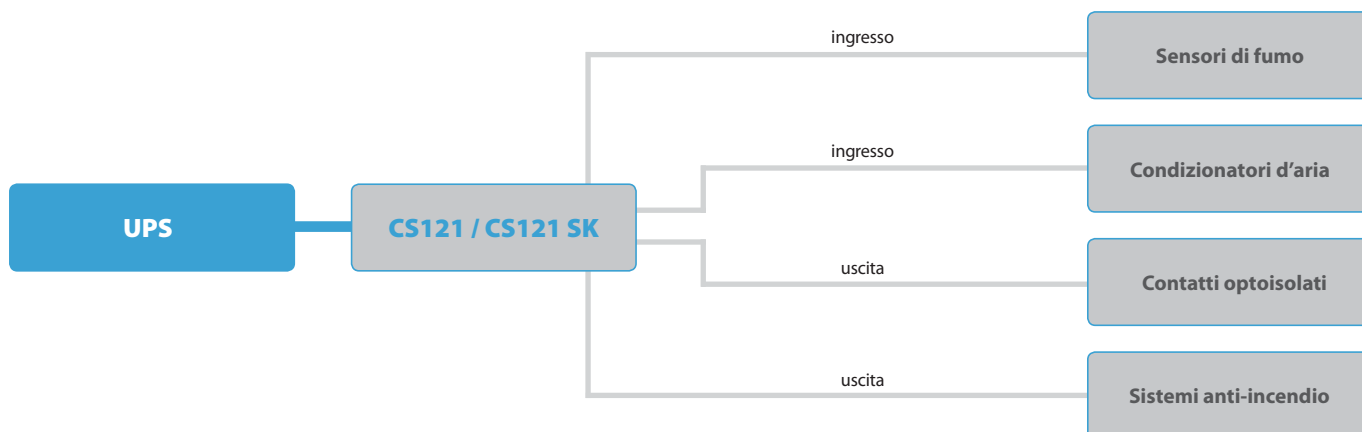 ingresso
Sensori di fumo
ingresso
Condizionatori d’aria
UPS
CS121 / CS121 SK
uscita
Contatti optoisolati
uscita
Sistemi anti-incendio